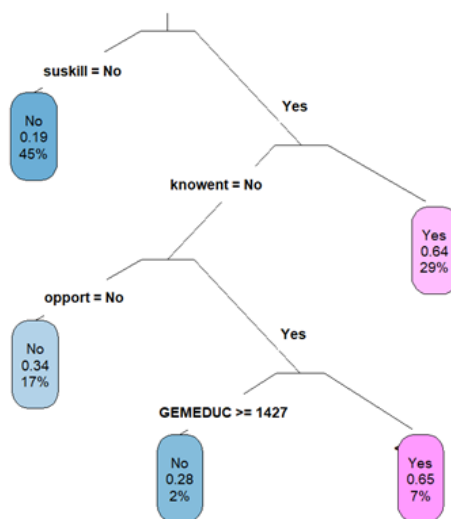 suskill = No
No
0.19
45%
Yes
knowent = No
Yes
0.64
29%
opport = No
No
0.34
17%
Yes
GEMEDUC >= 1427
No
0.28
2%
Yes
0.65
7%